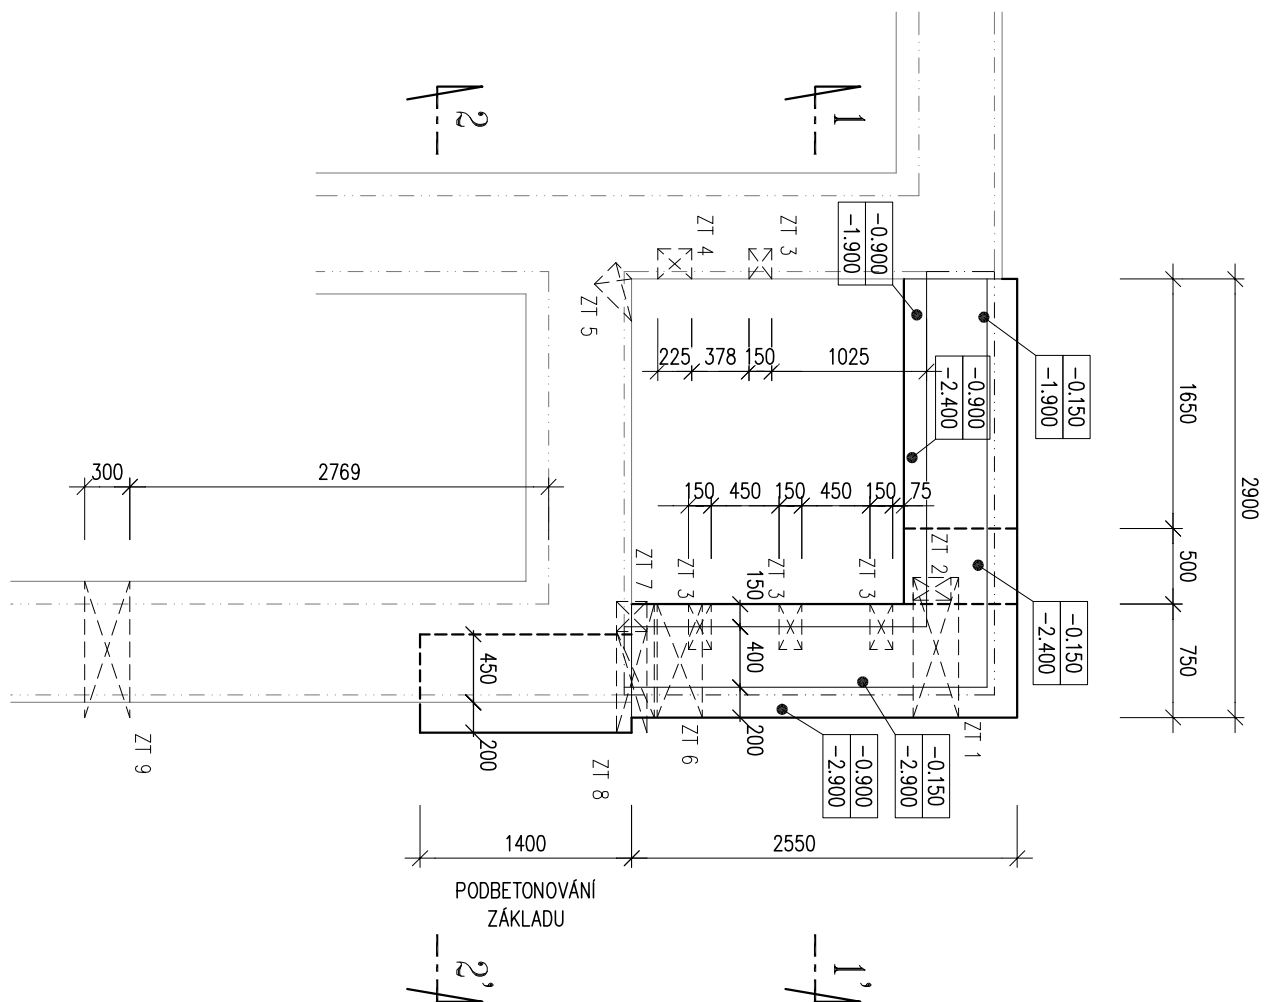 2
1
ZT 4
ZT 3
-0.900
-1.900
ZT 5
225
378
150
1025
-0.900
-2.400
-0.150
-1.900
1650
2900
300
2769
150
450
150
450
150
75
500
ZT 7
ZT 3
ZT 3
ZT 3
ZT 2
150
-0.150
-2.400
750
450
400
200
200
ZT 9
ZT 8
ZT 6
ZT 1
-0.900
-2.900
-0.150
-2.900
1400
2550
PODBETONOVÁNÍ
ZÁKLADU
2'
1'